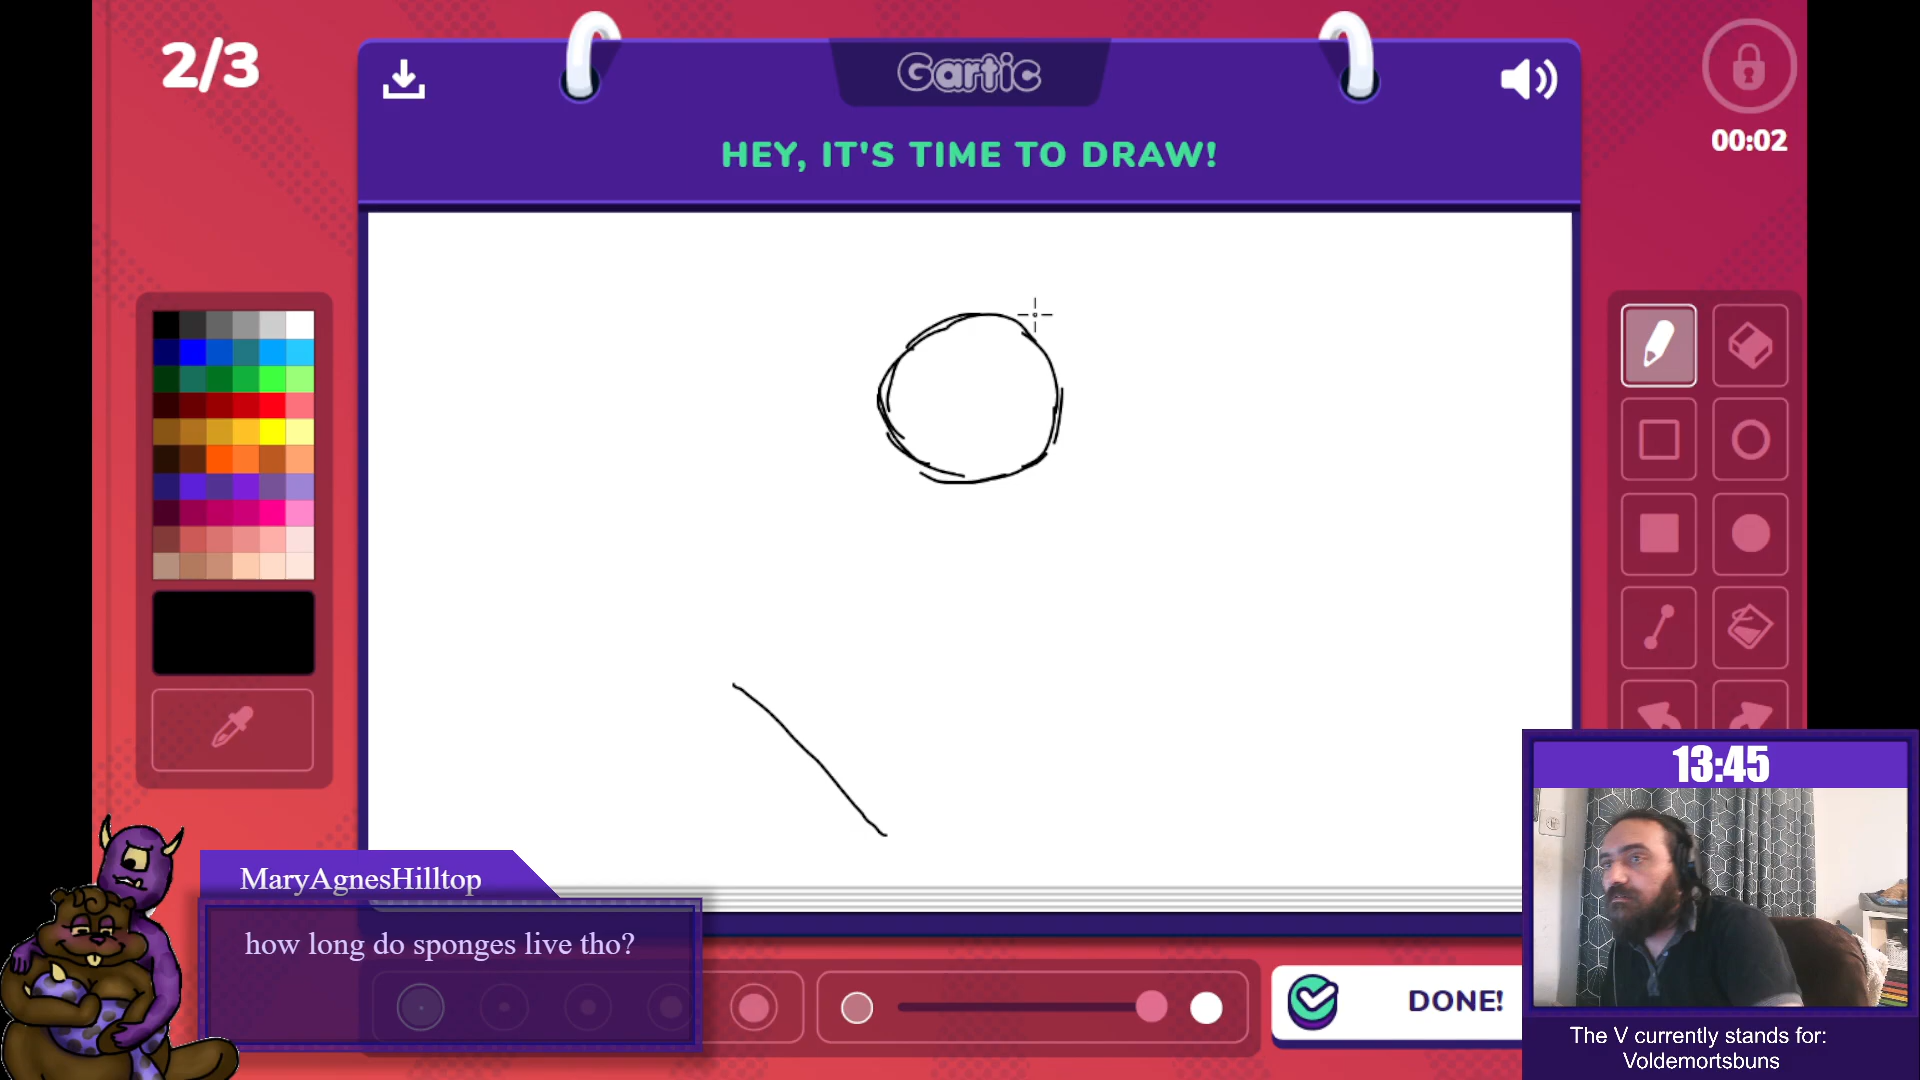 2/3
Gartic
00:02
HEY, IT'S TIME TO DRAW!
MaryAgnesHilltop
how long do sponges live tho?
DONE!
13:45
The V currently stands for:
Voldemortsbuns